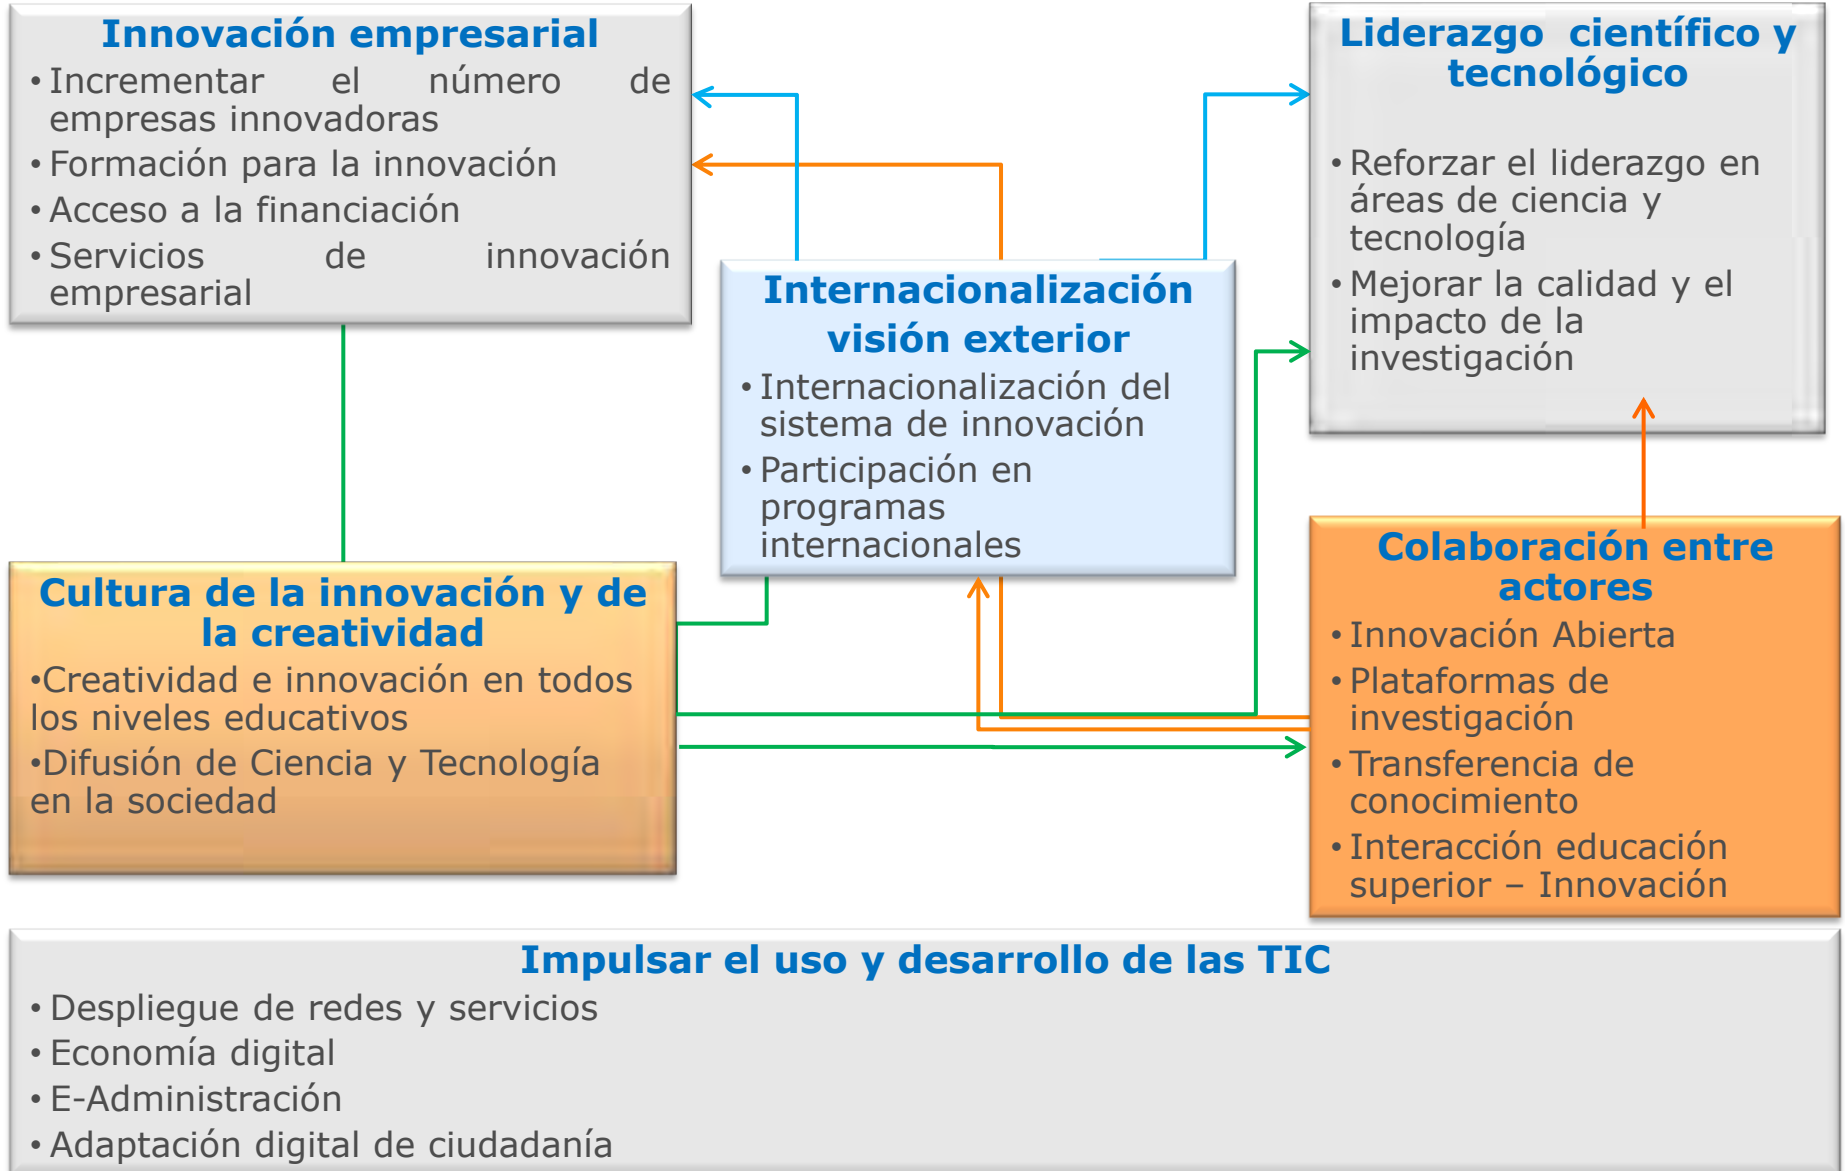 Innovación empresarial
• Incrementar el número de
empresas innovadoras
• Formación para la innovación
• Acceso a la financiación
• Servicios de innovación
empresarial
Liderazgo científico y
tecnológico
• Reforzar el liderazgo en
áreas de ciencia y
tecnología
• Mejorar la calidad y el
impacto de la
investigación
Internacionalización
visión exterior
• Internacionalización del
sistema de innovación
• Participación en
programas
internacionales
Cultura de la innovación y de
la creatividad
•Creatividad e innovación en todos
los niveles educativos
•Difusión de Ciencia y Tecnología
en la sociedad
Colaboración entre
actores
• Innovación Abierta
• Plataformas de
investigación
• Transferencia de
conocimiento
• Interacción educación
superior – Innovación
Impulsar el uso y desarrollo de las TIC
• Despliegue de redes y servicios
• Economía digital
• E-Administración
• Adaptación digital de ciudadanía